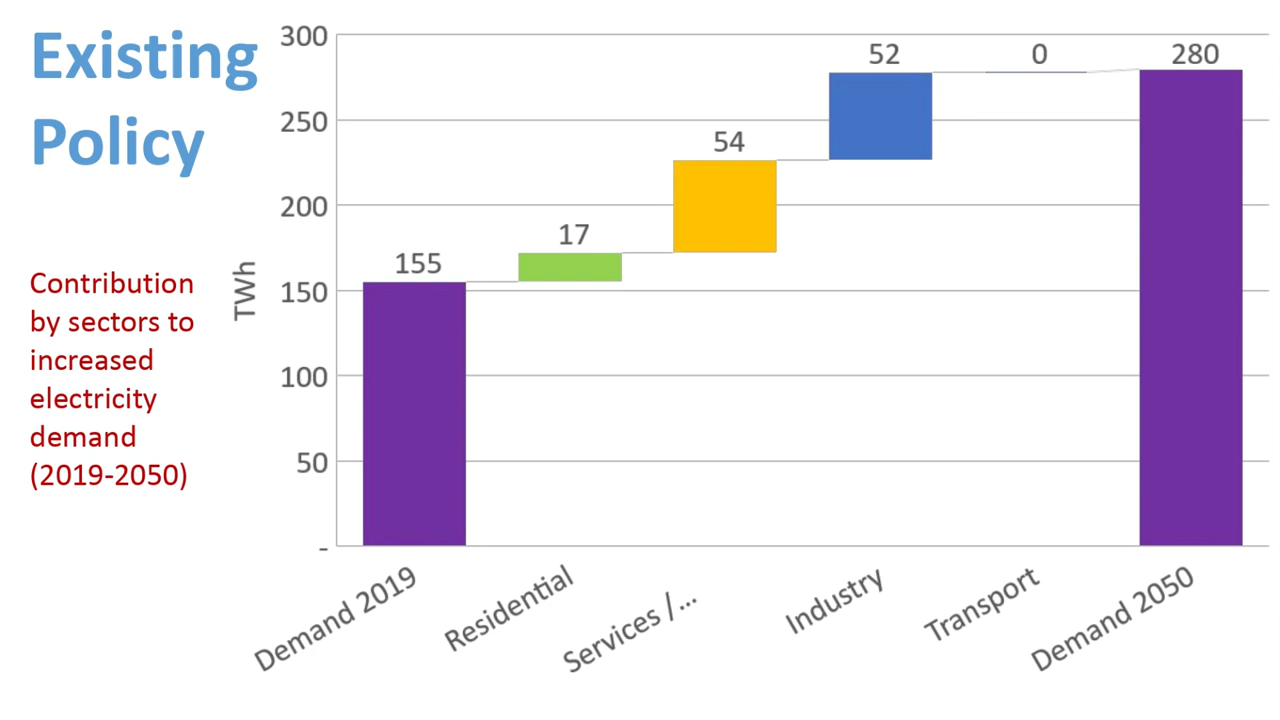 Existing
Policy
Contribution
by sectors to
increased
electricity
demand
(2019-2050)
TWh
300
250
200
150
100
50
-
155
17
54
52
0
280
Demand 2019
Residential
Services /...
Industry
Transport
Demand 2050